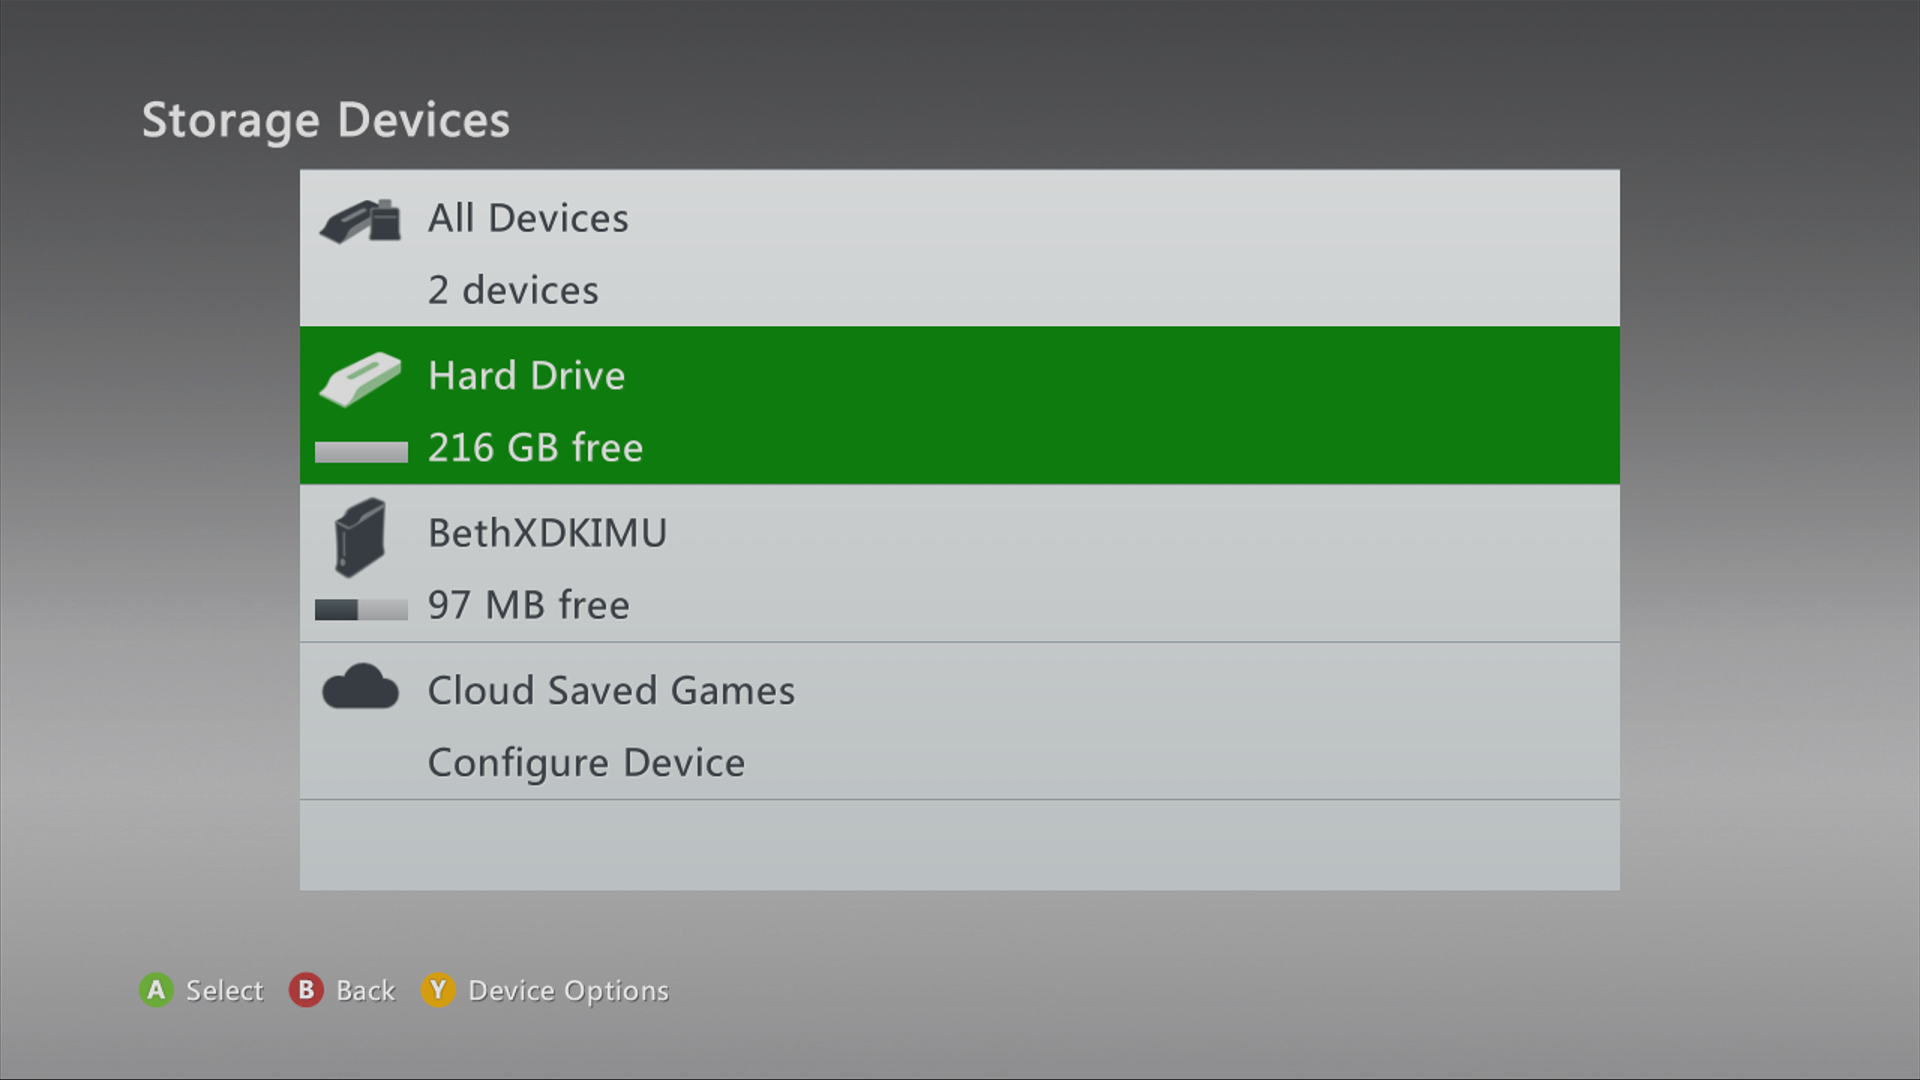 Storage Devices
All Devices
2 devices
Hard Drive
216 GB free
BethXDKIMU
97 MB free
Cloud Saved Games
Configure Device
A Select B Back Y Device Options